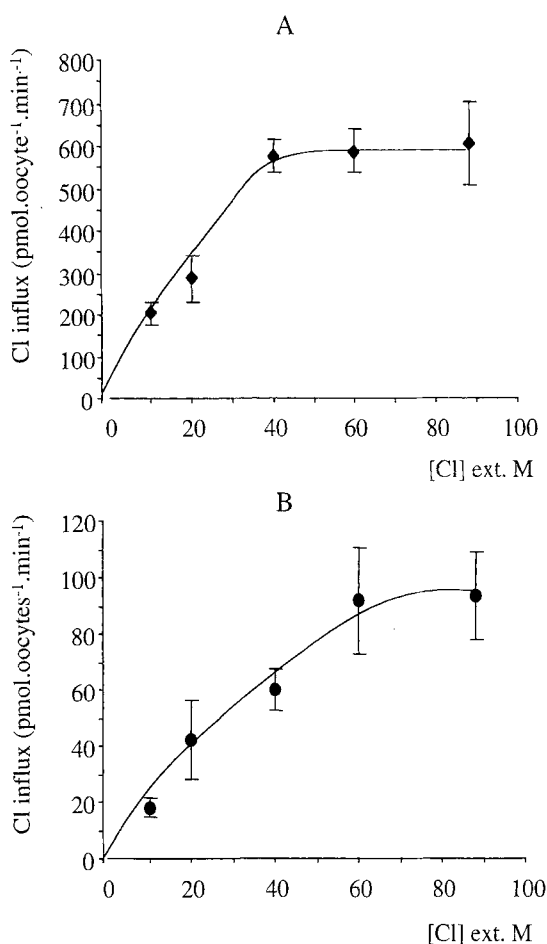 A
Cl influx (pmol.oocyte⁻¹.min⁻¹)
800
700
600
500
400
300
200
100
0
0 20 40 60 80 100
[Cl] ext. M
B
Cl influx (pmol.oocytes⁻¹.min⁻¹)
120
100
80
60
40
20
0
0 20 40 60 80 100
[Cl] ext. M